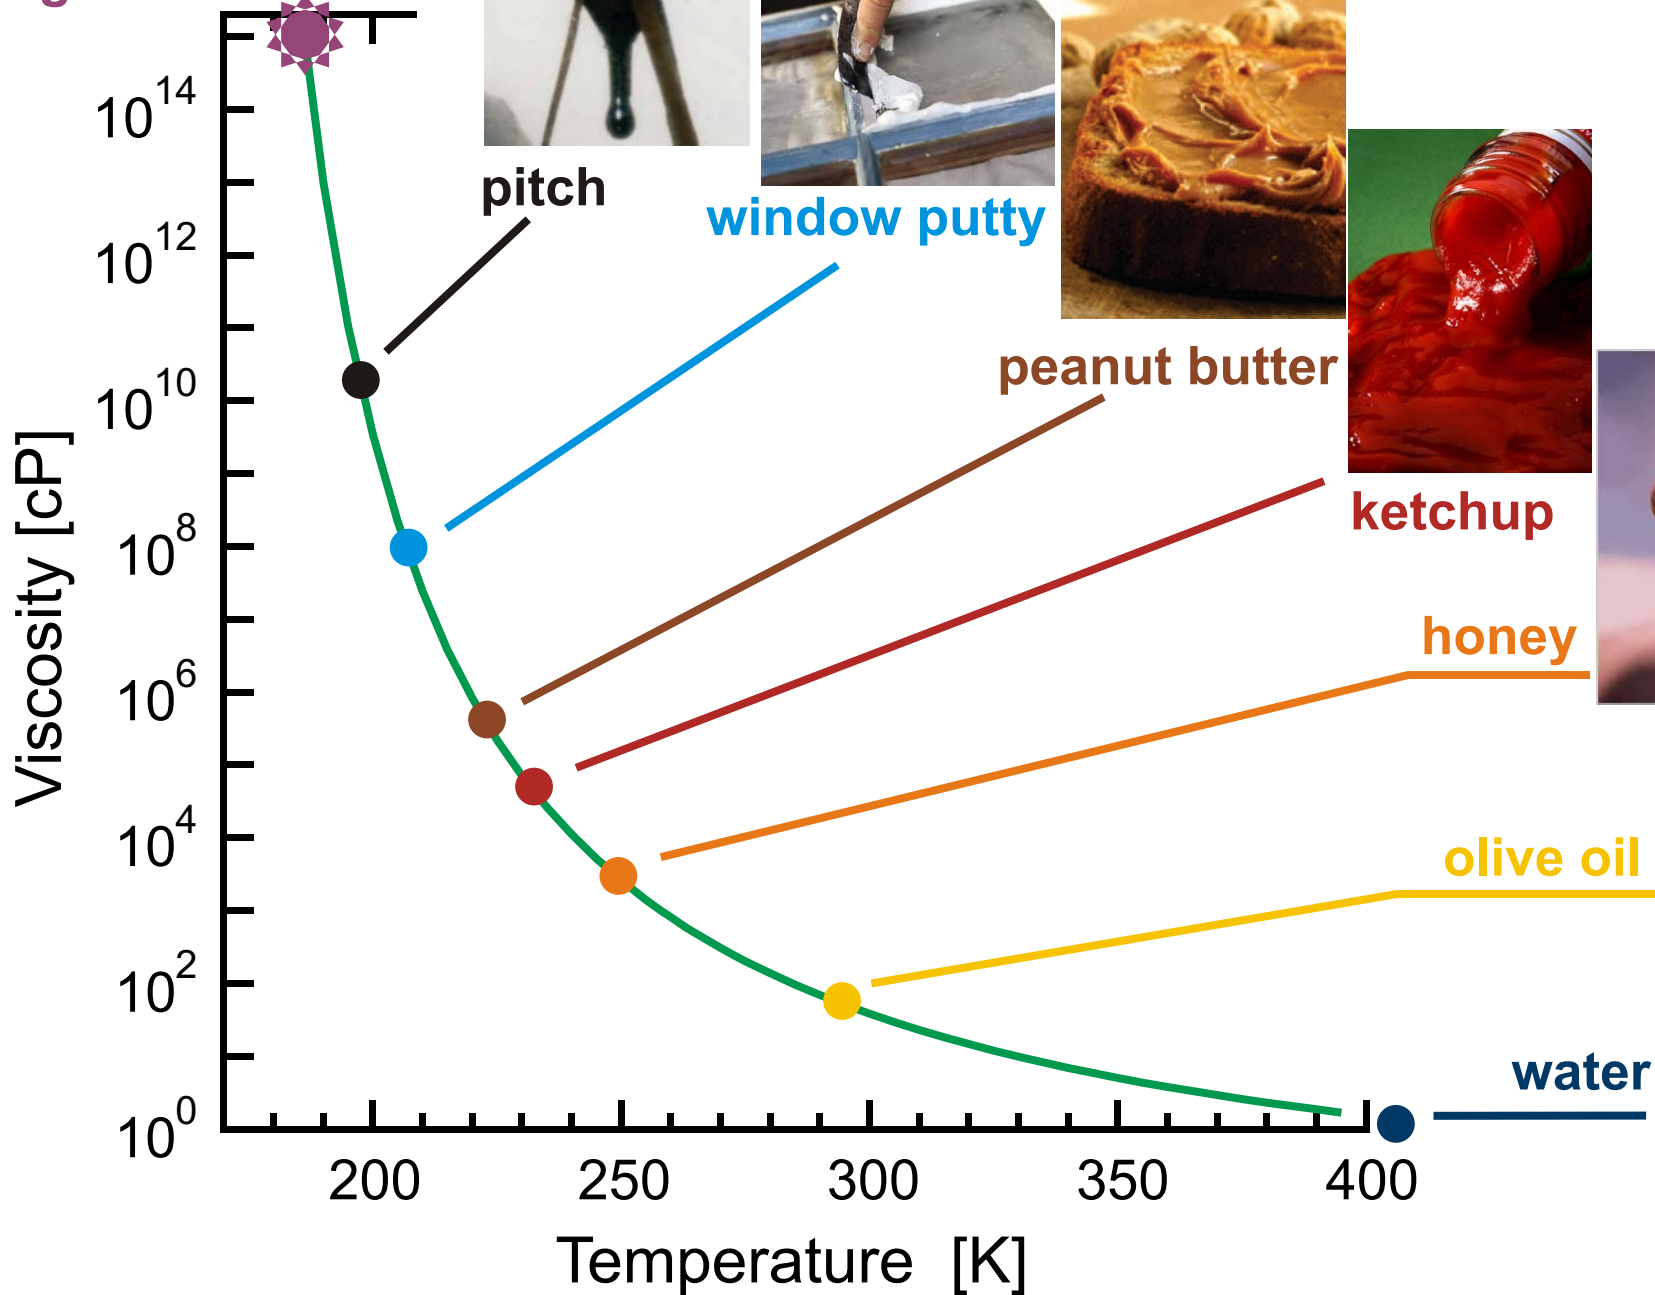 10^14
pitch
window putty
10^12
peanut butter
10^10
ketchup
10^8
honey
10^6
Viscosity [cP]
10^4
olive oil
10^2
water
10^0
200 250 300 350 400
Temperature [K]